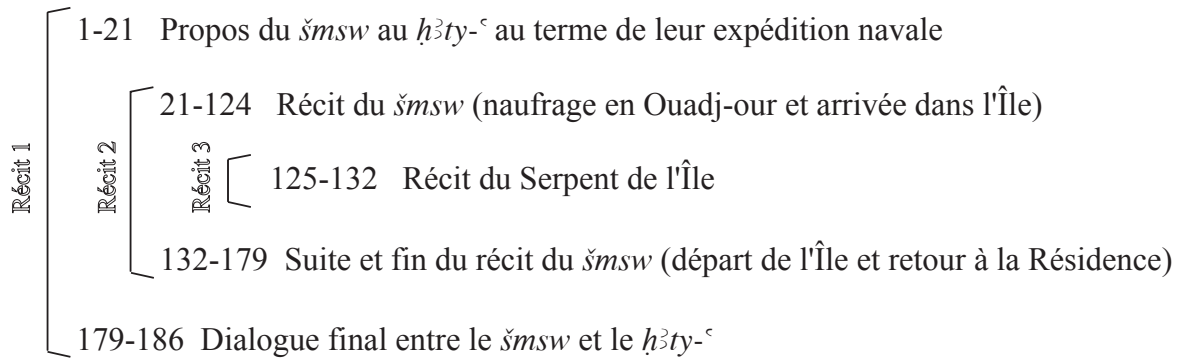 1-21 Propos du šmsw au ḥꜣty-ꜥ au terme de leur expédition navale
21-124 Récit du šmsw (naufrage en Ouadj-our et arrivée dans l'Île)
Récit 1
Récit 2
Récit 3
125-132 Récit du Serpent de l'Île
132-179 Suite et fin du récit du šmsw (départ de l'Île et retour à la Résidence)
179-186 Dialogue final entre le šmsw et le ḥꜣty-ꜥ